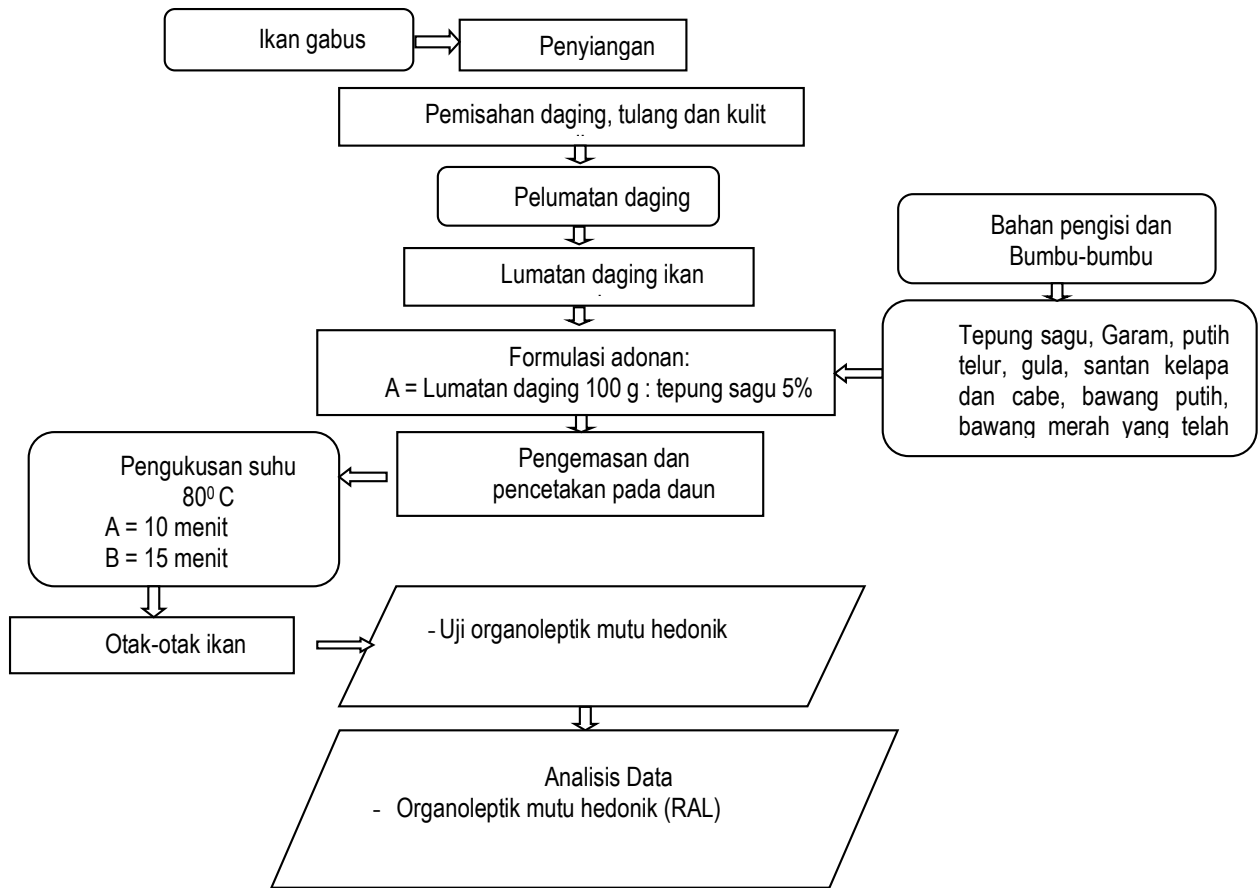 Ikan gabus
Penyiangan
Pemisahan daging, tulang dan kulit
Pelumatan daging
Bahan pengisi dan
Bumbu-bumbu
Lumatan daging ikan
Tepung sagu, Garam, putih
telur, gula, santan kelapa
dan cabe, bawang putih,
bawang merah yang telah
Formulasi adonan:
A = Lumatan daging 100 g : tepung sagu 5%
Pengemasan dan
pencetakan pada daun
Pengukusan suhu
80⁰ C
A = 10 menit
B = 15 menit
Otak-otak ikan
- Uji organoleptik mutu hedonik
Analisis Data
- Organoleptik mutu hedonik (RAL)